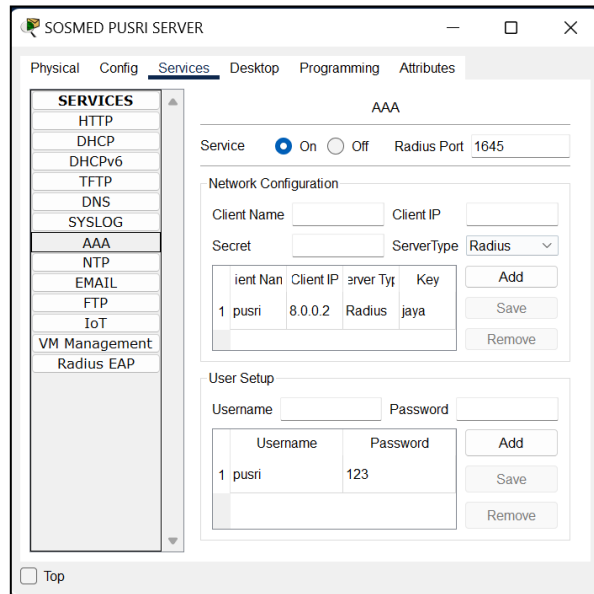 SOSMED PUSRI SERVER
Physical Config Services Desktop Programming Attributes
SERVICES
HTTP
DHCP
DHCPv6
TFTP
DNS
SYSLOG
AAA
NTP
EMAIL
FTP
IoT
VM Management
Radius EAP
AAA
Service On Off Radius Port 1645
Network Configuration
Client Name Client IP
Secret ServerType Radius
ient Nan Client IP erver Typ Key
1 pusri 8.0.0.2 Radius jaya
Add
Save
Remove
User Setup
Username Password
Username Password
1 pusri 123
Add
Save
Remove
Top